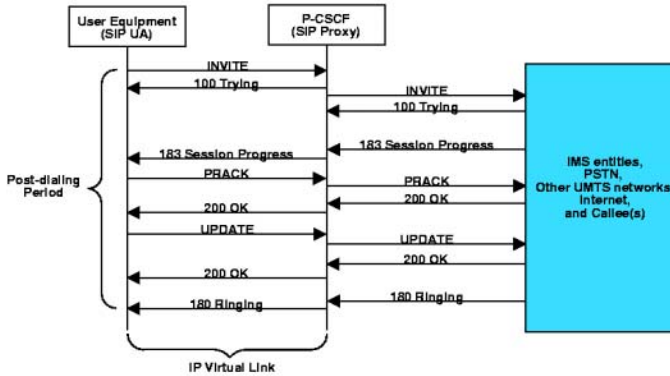 User Equipment
(SIP UA)
P-CSCF
(SIP Proxy)
INVITE
100 Trying
INVITE
100 Trying
183 Session Progress
183 Session Progress
PRACK
PRACK
200 OK
200 OK
UPDATE
UPDATE
200 OK
200 OK
180 Ringing
180 Ringing
Post-dialing
Period
IMS entities,
PSTN,
Other UMTS networks
Internet,
and Callee(s)
IP Virtual Link